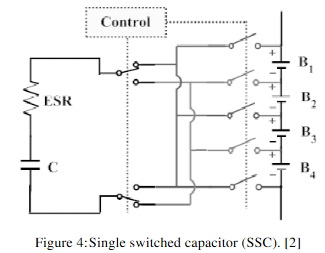 Control
B1
ESR
B2
B3
C
B4
Figure 4:Single switched capacitor (SSC). [2]